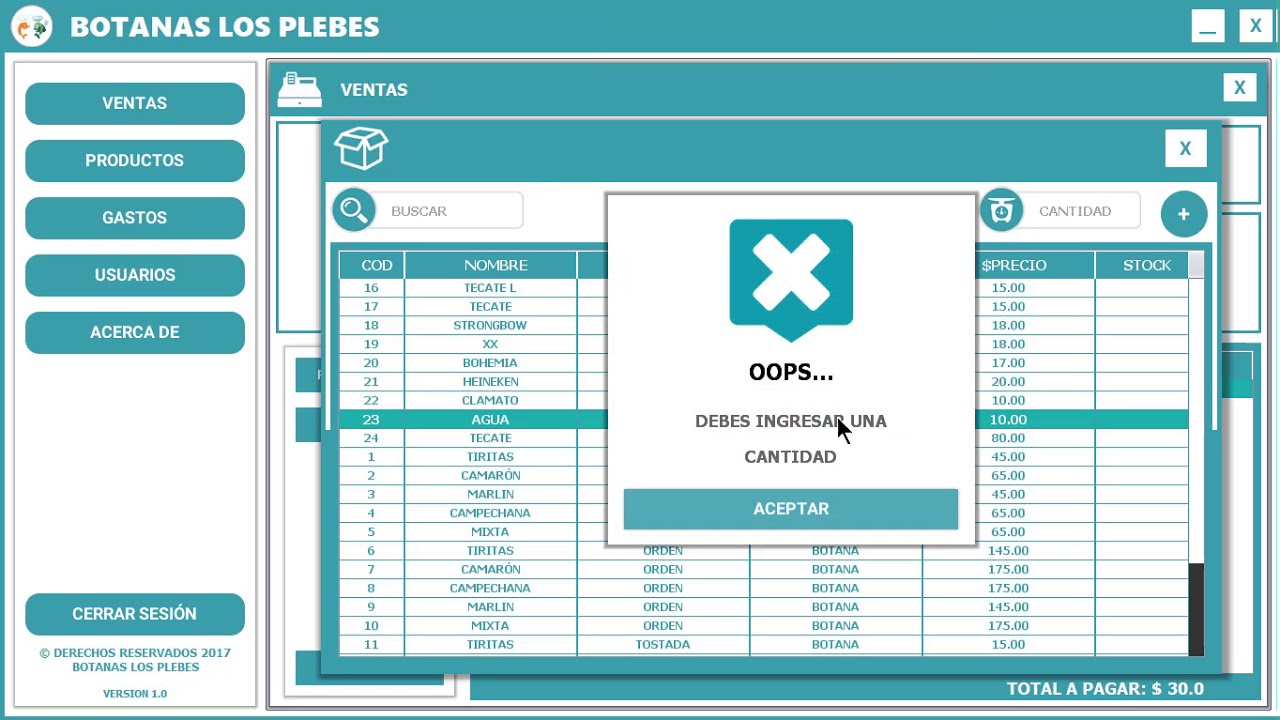 BOTANAS LOS PLEBES
_ X
VENTAS
PRODUCTOS
GASTOS
USUARIOS
ACERCA DE
CERRAR SESIÓN
© DERECHOS RESERVADOS 2017
BOTANAS LOS PLEBES
VERSION 1.0
VENTAS
X
X
BUSCAR
CANTIDAD
+
COD NOMBRE $PRECIO STOCK
16 TECATE L 15.00
17 TECATE 15.00
18 STRONGBOW 18.00
19 XX 18.00
20 BOHEMIA 17.00
21 HEINEKEN 20.00
22 CLAMATO 10.00
23 AGUA 10.00
24 TECATE 80.00
1 TIRITAS 45.00
2 CAMARÓN 65.00
3 MARLIN 45.00
4 CAMPECHANA 65.00
5 MIXTA 65.00
6 TIRITAS ORDEN BOTANA 145.00
7 CAMARÓN ORDEN BOTANA 175.00
8 CAMPECHANA ORDEN BOTANA 175.00
9 MARLIN ORDEN BOTANA 145.00
10 MIXTA ORDEN BOTANA 175.00
11 TIRITAS TOSTADA BOTANA 15.00
OOPS...
DEBES INGRESAR UNA
CANTIDAD
ACEPTAR
TOTAL A PAGAR: $ 30.0